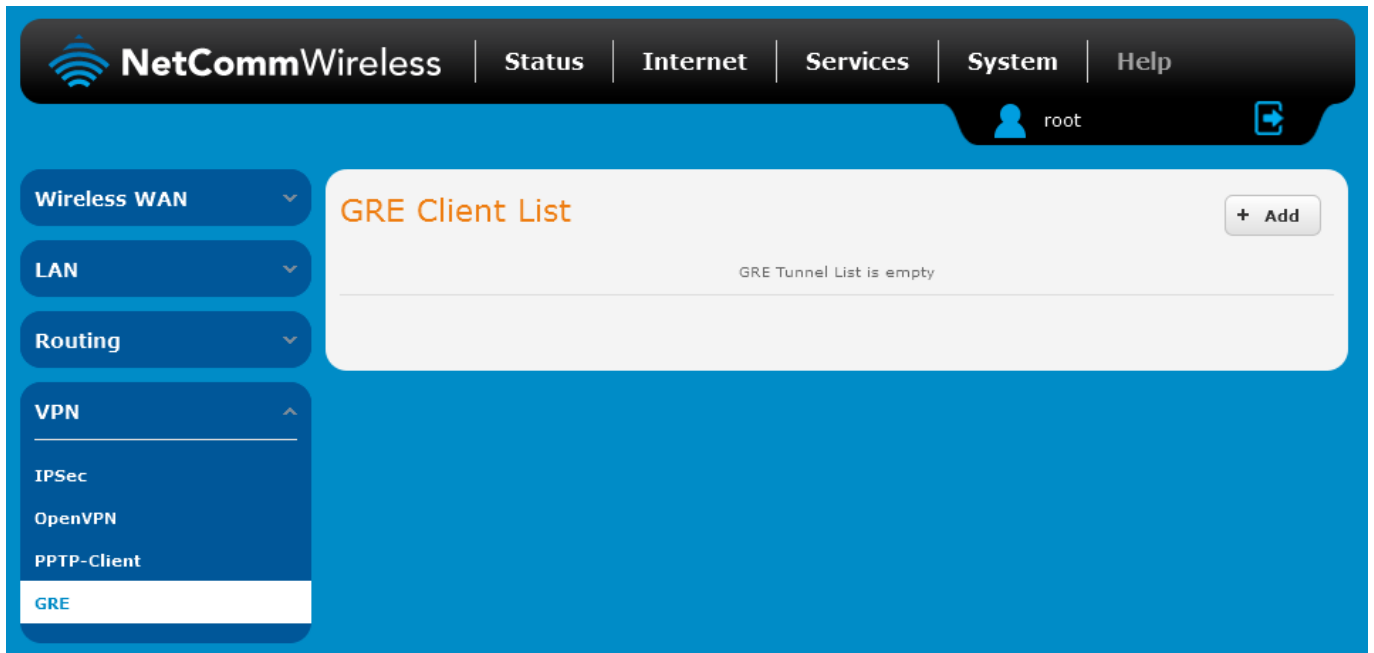 NetCommWireless Status Internet Services System Help
root
Wireless WAN
LAN
Routing
VPN
IPSec
OpenVPN
PPTP-Client
GRE
GRE Client List
+ Add
GRE Tunnel List is empty